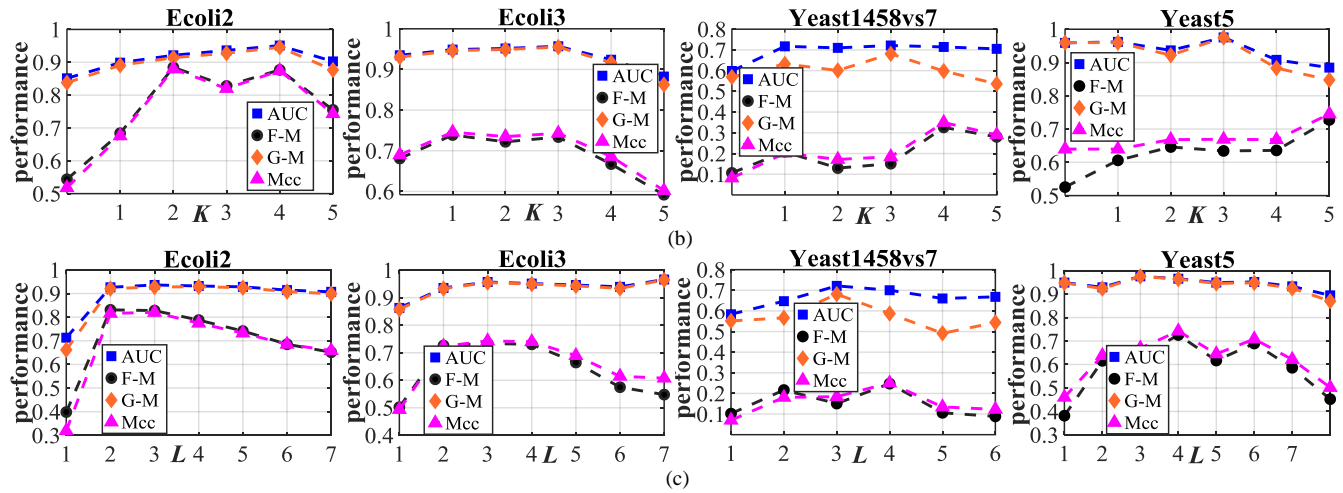 Ecoli2
Ecoli3
Yeast1458vs7
Yeast5
performance
1
0.9
0.8
0.7
0.6
0.5
AUC
F-M
G-M
Mcc
1 2 3 4 5
K
performance
1
0.9
0.8
0.7
0.6
AUC
F-M
G-M
Mcc
1 2 3 4 5
K
performance
0.8
0.7
0.6
0.5
0.4
0.3
0.2
0.1
AUC
F-M
G-M
Mcc
1 2 3 4 5
K
performance
1
0.9
0.8
0.7
0.6
0.5
AUC
F-M
G-M
Mcc
1 2 3 4 5
K
(b)
Ecoli2
Ecoli3
Yeast1458vs7
Yeast5
performance
1
0.9
0.8
0.7
0.6
0.5
0.4
0.3
AUC
F-M
G-M
Mcc
1 2 3 4 5 6 7
L
performance
1
0.9
0.8
0.7
0.6
0.5
0.4
AUC
F-M
G-M
Mcc
1 2 3 4 5 6 7
L
performance
0.8
0.7
0.6
0.5
0.4
0.3
0.2
0.1
AUC
F-M
G-M
Mcc
1 2 3 4 5 6
L
performance
1
0.9
0.8
0.7
0.6
0.5
0.4
0.3
AUC
F-M
G-M
Mcc
1 2 3 4 5 6 7
L
(c)